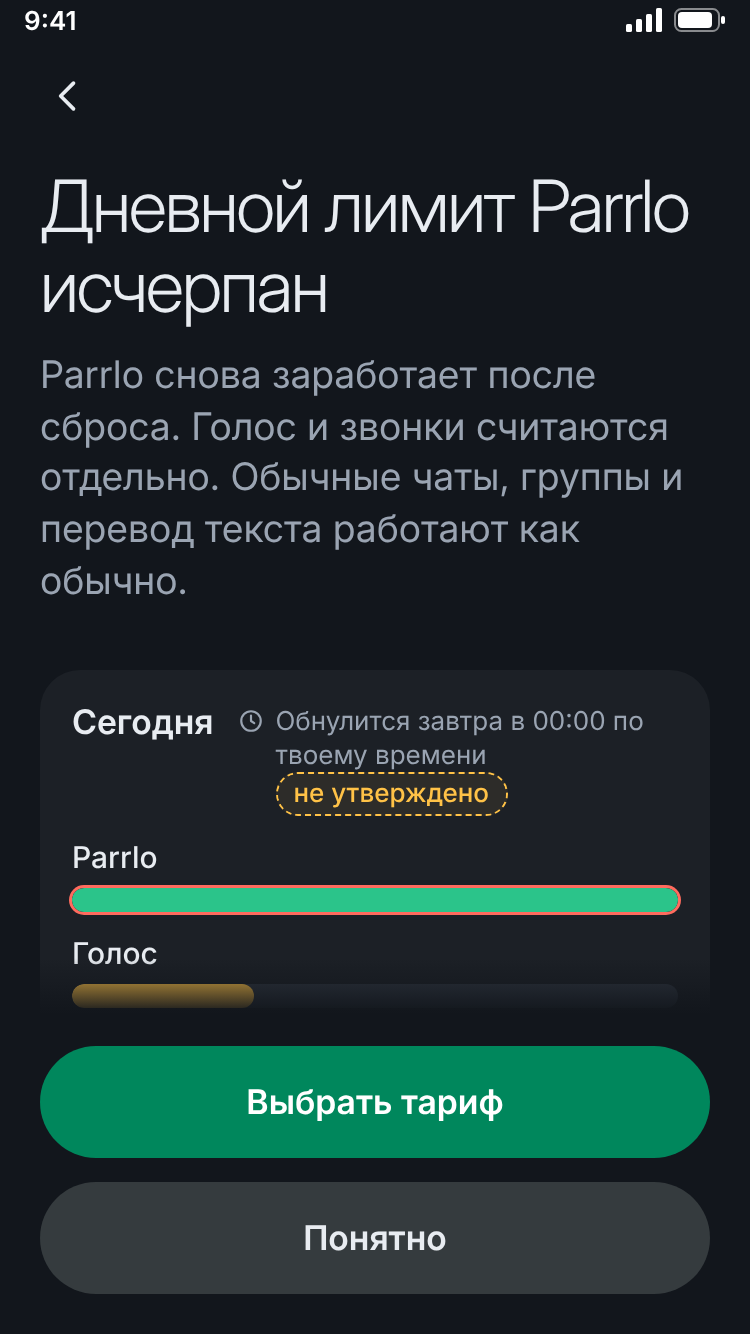 9:41
Дневной лимит Parrlo
исчерпан
Parrlo снова заработает после
сброса. Голос и звонки считаются
отдельно. Обычные чаты, группы и
перевод текста работают как
обычно.
Сегодня
Обнулится завтра в 00:00 по
твоему времени
не утверждено
Parrlo
Голос
Выбрать тариф
Понятно